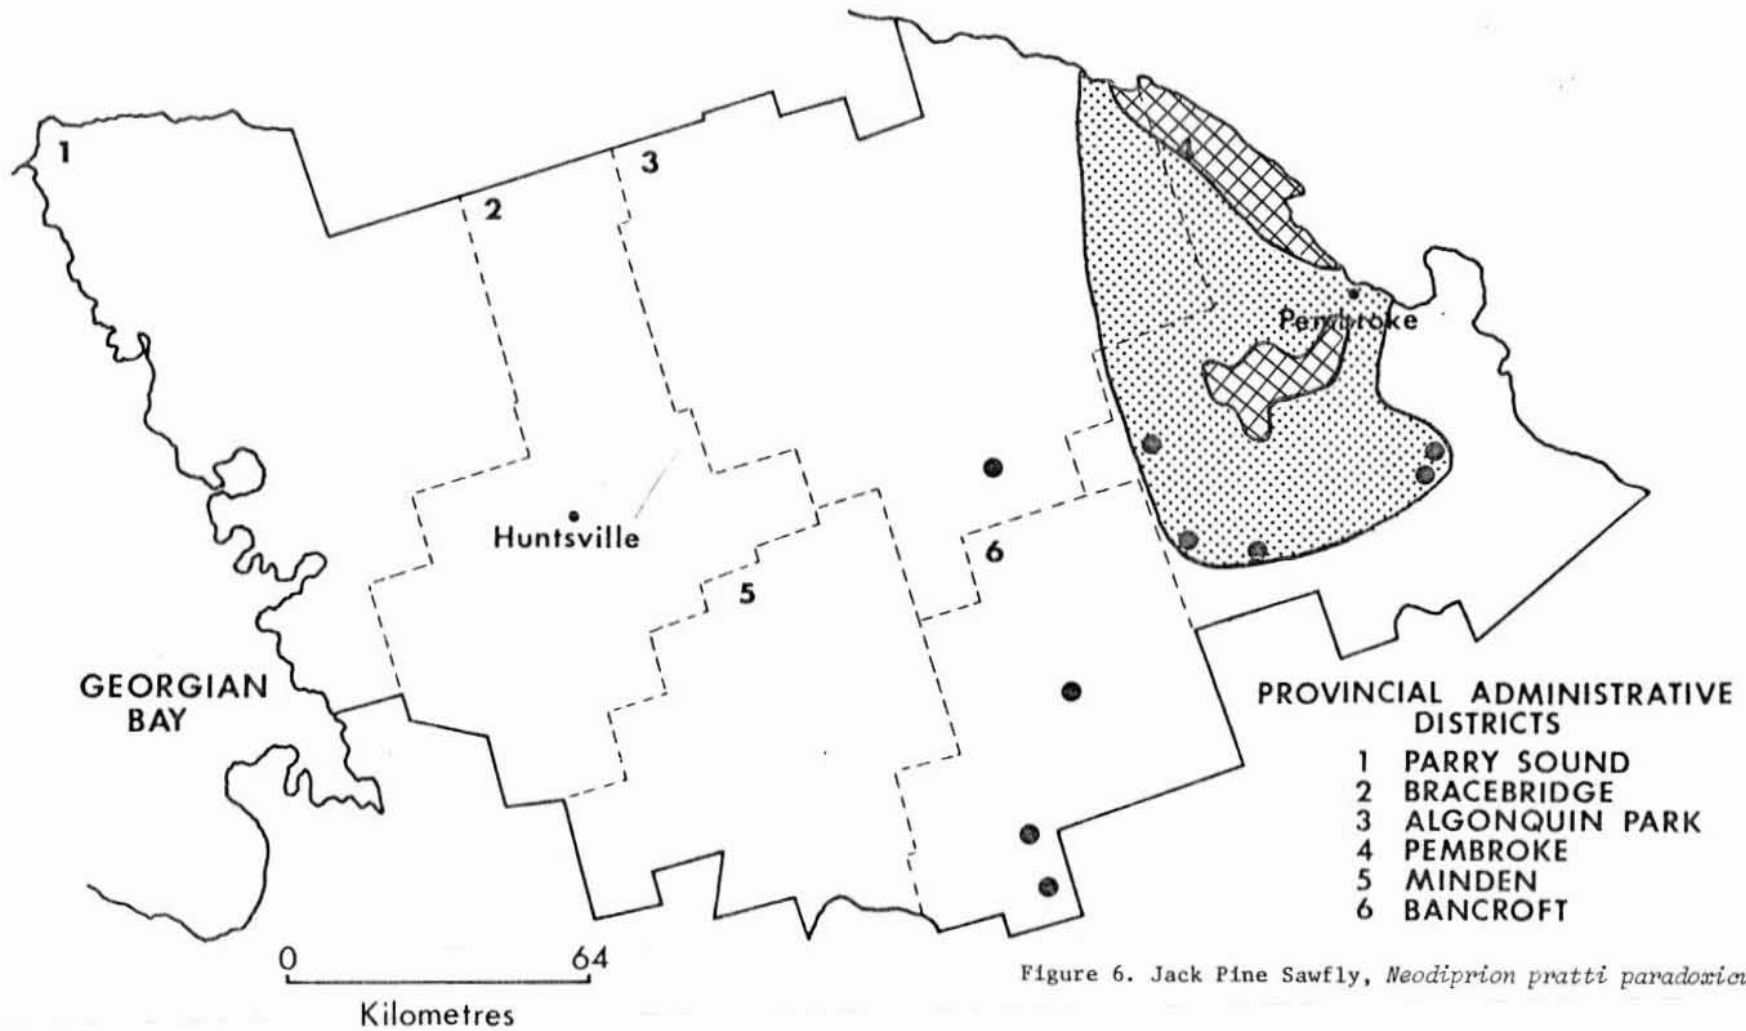 1
2
3
4
Pembroke
Huntsville
5
6
GEORGIAN
BAY
PROVINCIAL ADMINISTRATIVE
DISTRICTS
1 PARRY SOUND
2 BRACEBRIDGE
3 ALGONQUIN PARK
4 PEMBROKE
5 MINDEN
6 BANCROFT
0 64
Kilometres
Figure 6. Jack Pine Sawfly, Neodiprion pratti